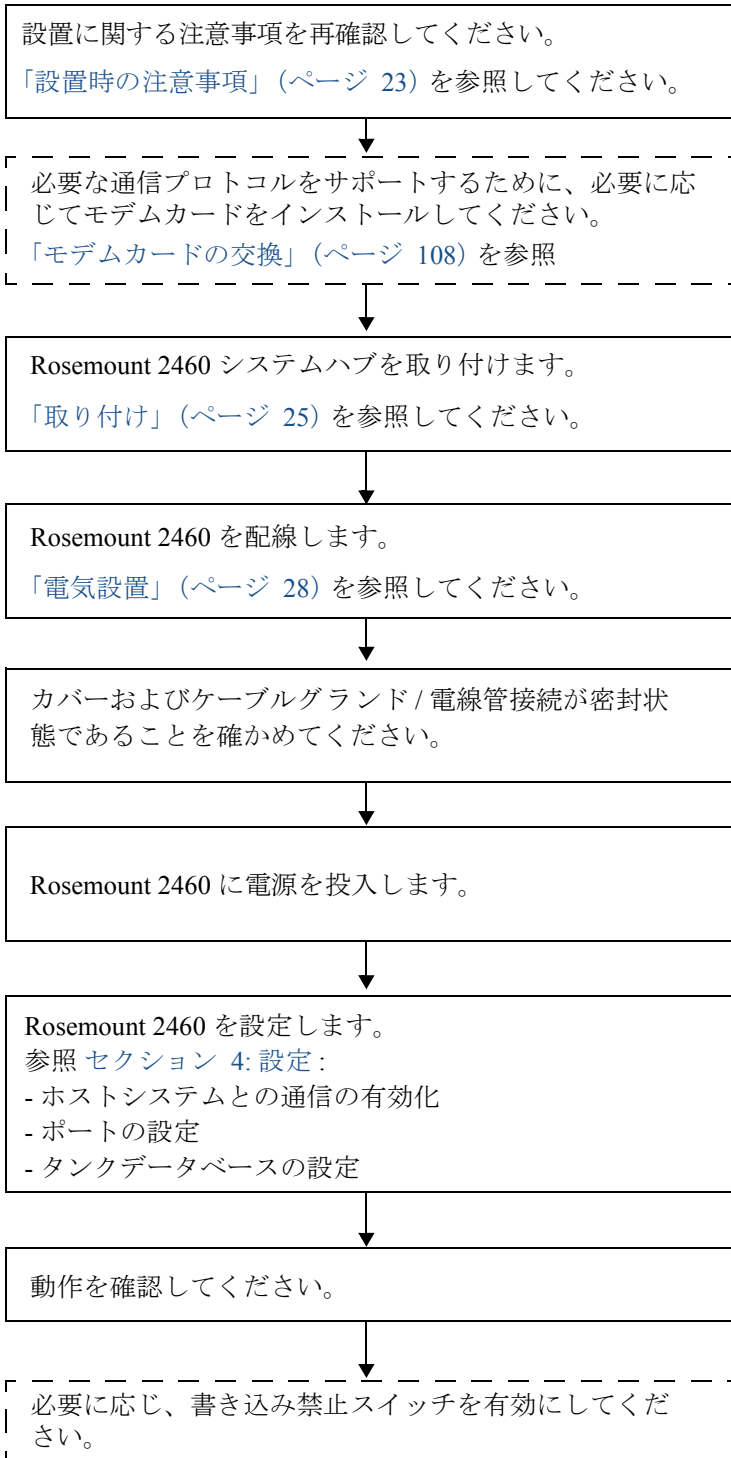 設置に関する注意事項を再確認してください。
「設置時の注意事項」（ページ 23）を参照してください。
必要な通信プロトコルをサポートするために、必要に応
じてモデムカードをインストールしてください。
「モデムカードの交換」（ページ 108）を参照
Rosemount 2460 システムハブを取り付けます。
「取り付け」（ページ 25）を参照してください。
Rosemount 2460 を配線します。
「電気設置」（ページ 28）を参照してください。
カバーおよびケーブルグランド / 電線管接続が密封状
態であることを確かめてください。
Rosemount 2460 に電源を投入します。
Rosemount 2460 を設定します。
参照 セクション 4: 設定 :
- ホストシステムとの通信の有効化
- ポートの設定
- タンクデータベースの設定
動作を確認してください。
必要に応じ、書き込み禁止スイッチを有効にしてくだ
さい。